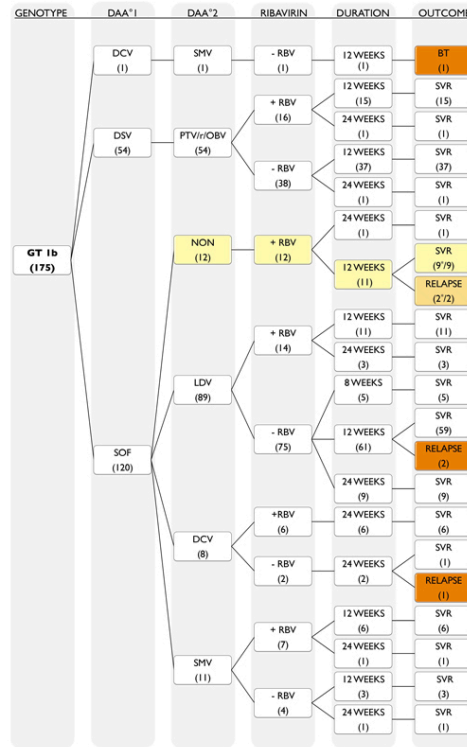 GENOTYPE DAA°1 DAA°2 RIBAVIRIN DURATION OUTCOME
DCV SMV - RBV 12 WEEKS BT
(1) (1) (1) (1) (1)
12 WEEKS SVR
(15) (15)
+ RBV
(16)
24 WEEKS SVR
(1) (1)
DSV PTV/r/OBV
(54) (54)
12 WEEKS SVR
(37) (37)
- RBV
(38)
24 WEEKS SVR
(1) (1)
24 WEEKS SVR
(1) (1)
NON + RBV
(12) (12)
GT 1b
(175)
SVR
(9°/9)
12 WEEKS
(11)
RELAPSE
(2°/2)
12 WEEKS SVR
(11) (11)
+ RBV
(14)
24 WEEKS SVR
(3) (3)
LDV
(89)
8 WEEKS SVR
(5) (5)
SVR
(59)
- RBV 12 WEEKS
(75) (61)
RELAPSE
(2)
SOF
(120)
24 WEEKS SVR
(9) (9)
+RBV 24 WEEKS SVR
(6) (6) (6)
DCV
(8)
SVR
(1)
- RBV 24 WEEKS
(2) (2)
RELAPSE
(1)
12 WEEKS SVR
(6) (6)
+ RBV
(7)
24 WEEKS SVR
(1) (1)
SMV
(11)
12 WEEKS SVR
(3) (3)
- RBV
(4)
24 WEEKS SVR
(1) (1)